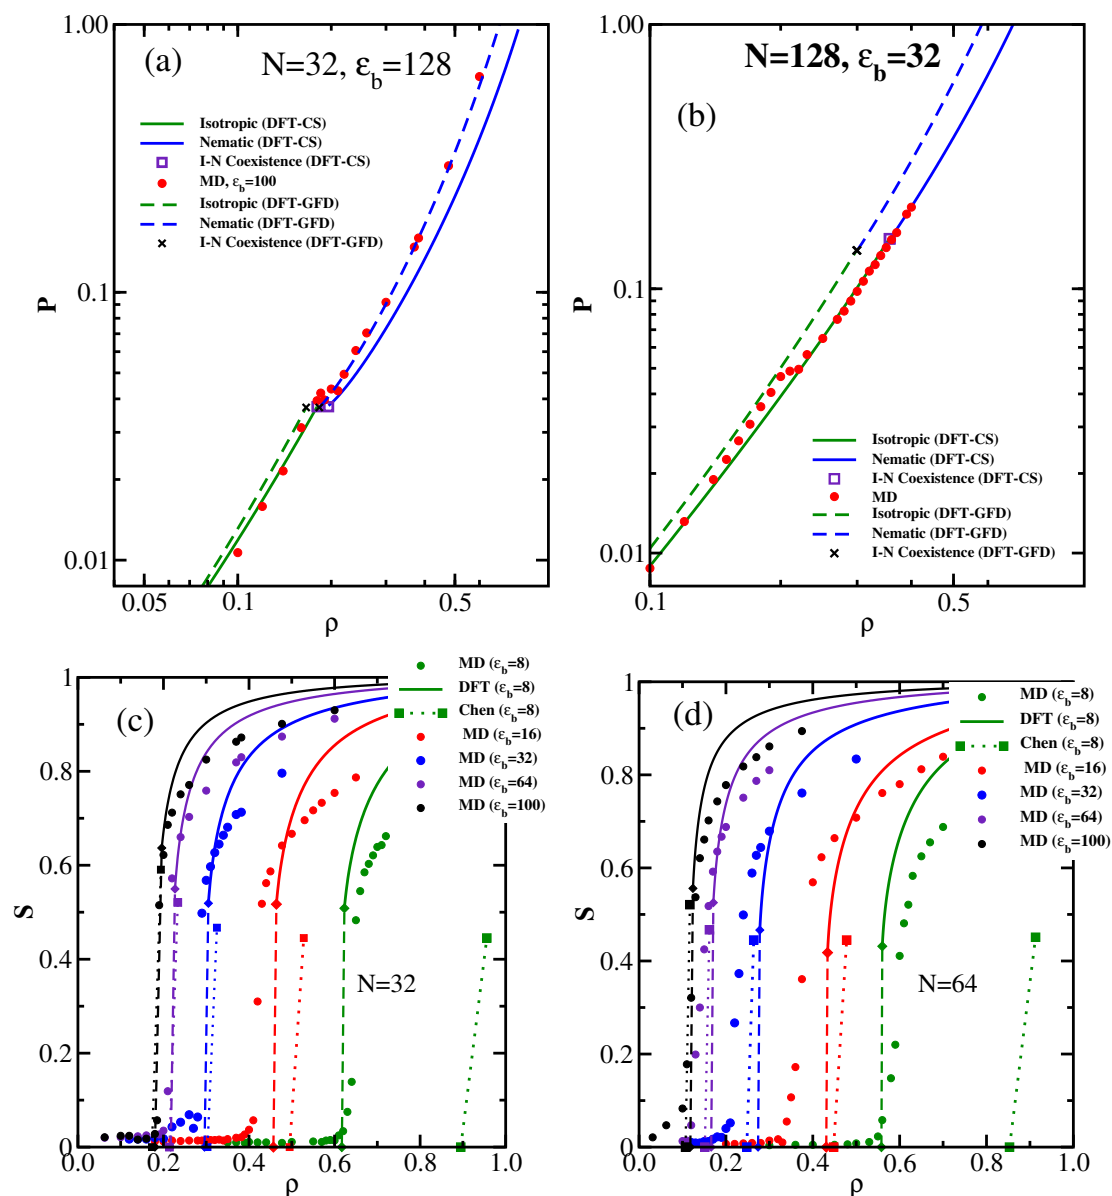 (a)
N=32, ε_b=128
Isotropic (DFT-CS)
Nematic (DFT-CS)
I-N Coexistence (DFT-CS)
MD, ε_b=100
Isotropic (DFT-GFD)
Nematic (DFT-GFD)
I-N Coexistence (DFT-GFD)
1.00
0.1
0.01
P
0.05
0.1
0.5
ρ
N=128, ε_b=32
(b)
Isotropic (DFT-CS)
Nematic (DFT-CS)
I-N Coexistence (DFT-CS)
MD
Isotropic (DFT-GFD)
Nematic (DFT-GFD)
I-N Coexistence (DFT-GFD)
1.00
0.1
0.01
P
0.1
0.5
ρ
(c)
MD (ε_b=8)
DFT (ε_b=8)
Chen (ε_b=8)
MD (ε_b=16)
MD (ε_b=32)
MD (ε_b=64)
MD (ε_b=100)
N=32
1
0.8
0.6
0.4
0.2
0
S
0
0.2
0.4
0.6
0.8
1.0
ρ
(d)
MD (ε_b=8)
DFT (ε_b=8)
Chen (ε_b=8)
MD (ε_b=16)
MD (ε_b=32)
MD (ε_b=64)
MD (ε_b=100)
N=64
1
0.8
0.6
0.4
0.2
0
S
0
0.2
0.4
0.6
0.8
1.0
ρ